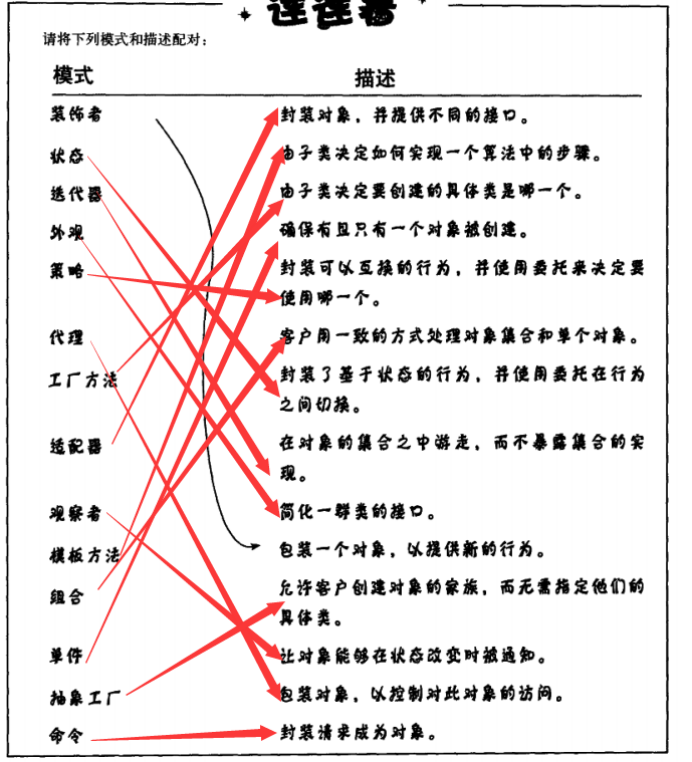 连连看
请将下列模式和描述配对：
模式
描述
装饰者
封装对象，并提供不同的接口。
状态
由子类决定如何实现一个算法中的步骤。
迭代器
由子类决定要创建的具体类是哪一个。
外观
确保有且只有一个对象被创建。
策略
封装可以互换的行为，并使用委托来决定要
使用哪一个。
代理
客户用一致的方式处理对象集合和单个对象。
工厂方法
封装了基于状态的行为，并使用委托在行为
之间切换。
适配器
在对象的集合之中游走，而不暴露集合的实
现。
观察者
简化一群类的接口。
模板方法
包装一个对象，以提供新的行为。
组合
允许客户创建对象的家族，而无需指定他们的
具体类。
单件
让对象能够在状态改变时被通知。
抽象工厂
包装对象，以控制对此对象的访问。
命令
封装请求成为对象。